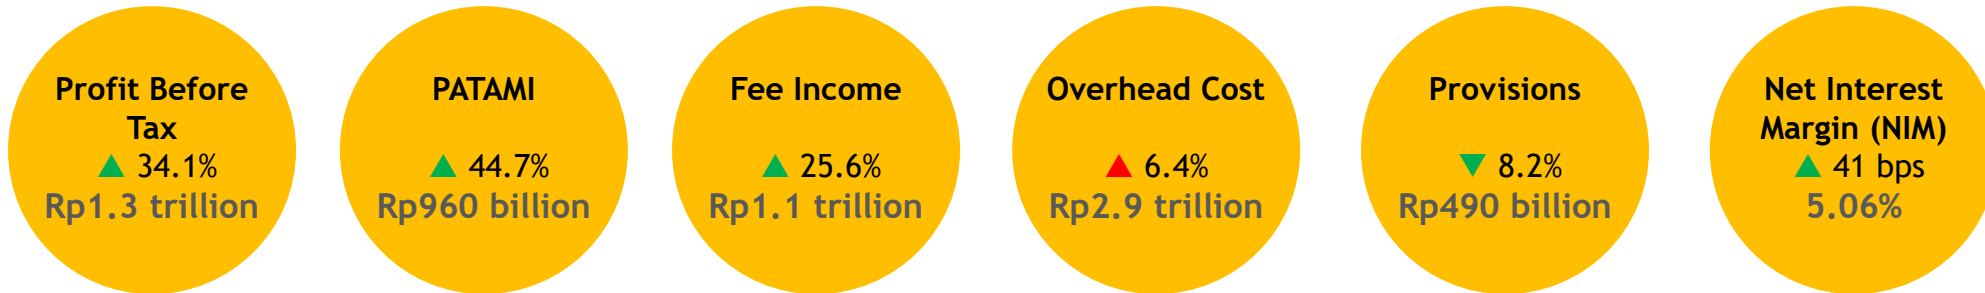 Profit Before
Tax
▲ 34.1%
Rp1.3 trillion
PATAMI
▲ 44.7%
Rp960 billion
Fee Income
▲ 25.6%
Rp1.1 trillion
Overhead Cost
▲ 6.4%
Rp2.9 trillion
Provisions
▼ 8.2%
Rp490 billion
Net Interest
Margin (NIM)
▲ 41 bps
5.06%